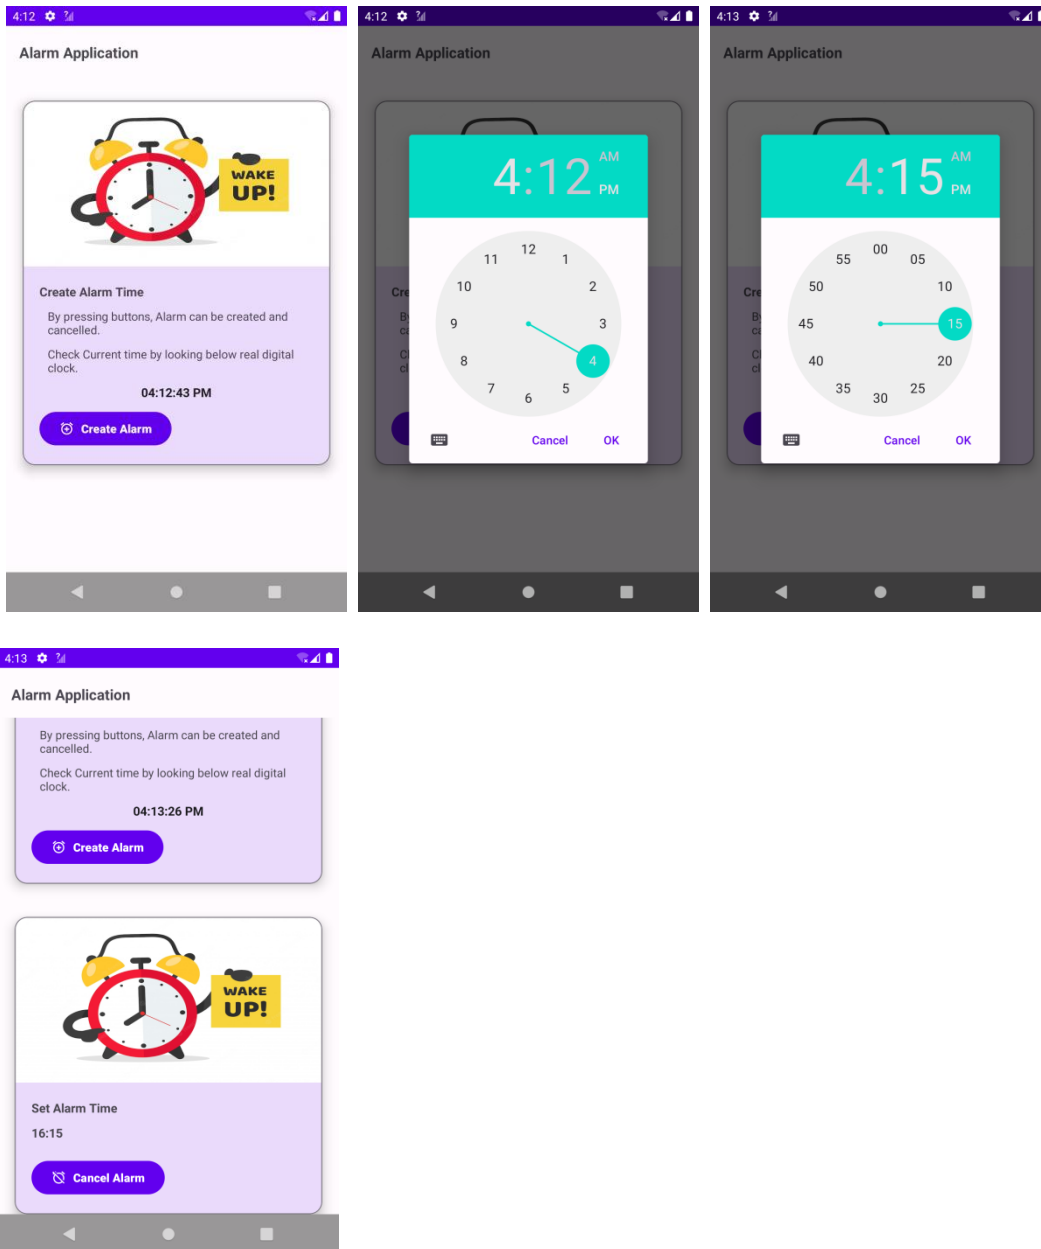 4:12
Alarm Application
WAKE
UP!
Create Alarm Time
By pressing buttons, Alarm can be created and
cancelled.
Check Current time by looking below real digital
clock.
04:12:43 PM
Create Alarm
4:12
Alarm Application
4:12
AM
PM
12
11
1
10
2
9
3
8
4
7
5
6
Cre
B
ca
C
cl
Cancel
OK
4:13
Alarm Application
4:15
AM
PM
00
55
05
50
10
45
15
40
20
35
25
30
Cre
B
ca
C
cl
Cancel
OK
4:13
Alarm Application
By pressing buttons, Alarm can be created and
cancelled.
Check Current time by looking below real digital
clock.
04:13:26 PM
Create Alarm
WAKE
UP!
Set Alarm Time
16:15
Cancel Alarm